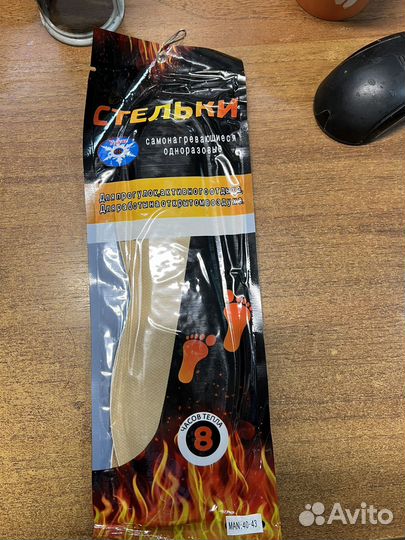 СТЕЛЬКИ
самонагревающиеся
одноразовые
Для прогулок, активного отдыха.
Для работы на открытом воздухе.
ЧАСОВ ТЕПЛА
8
MAN-40-43
Avito